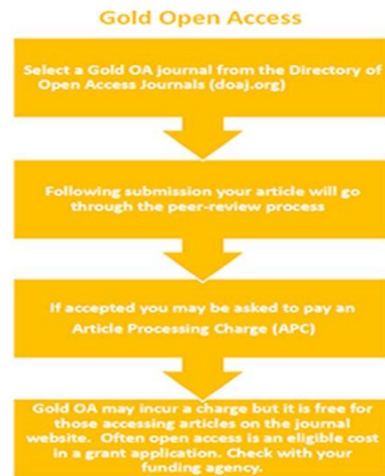 Gold Open Access
Select a Gold OA journal from the Directory of
Open Access Journals (doaj.org)
Following submission your article will go
through the peer-review process
If accepted you may be asked to pay an
Article Processing Charge (APC)
Gold OA may incur a charge but it is free for
those accessing articles on the journal
website. Often open access is an eligible cost
in a grant application. Check with your
funding agency.